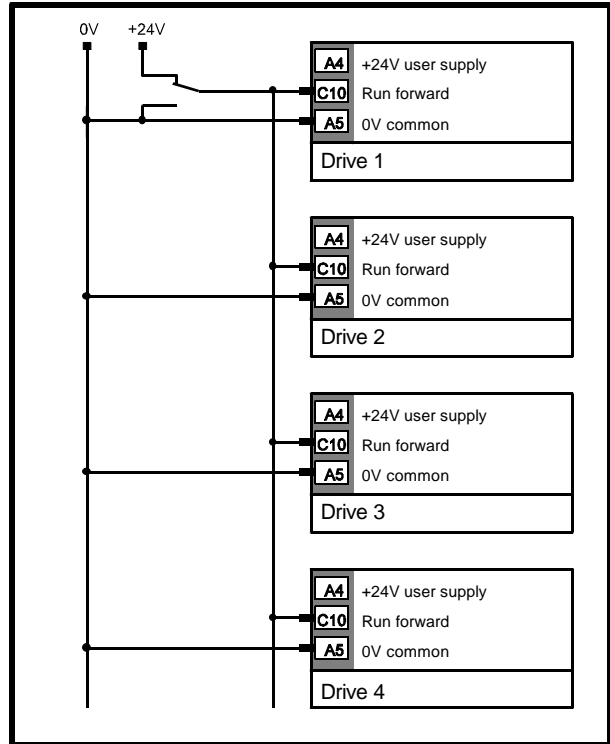 0V +24V
A4 +24V user supply
C10 Run forward
A5 0V common
Drive 1
A4 +24V user supply
C10 Run forward
A5 0V common
Drive 2
A4 +24V user supply
C10 Run forward
A5 0V common
Drive 3
A4 +24V user supply
C10 Run forward
A5 0V common
Drive 4